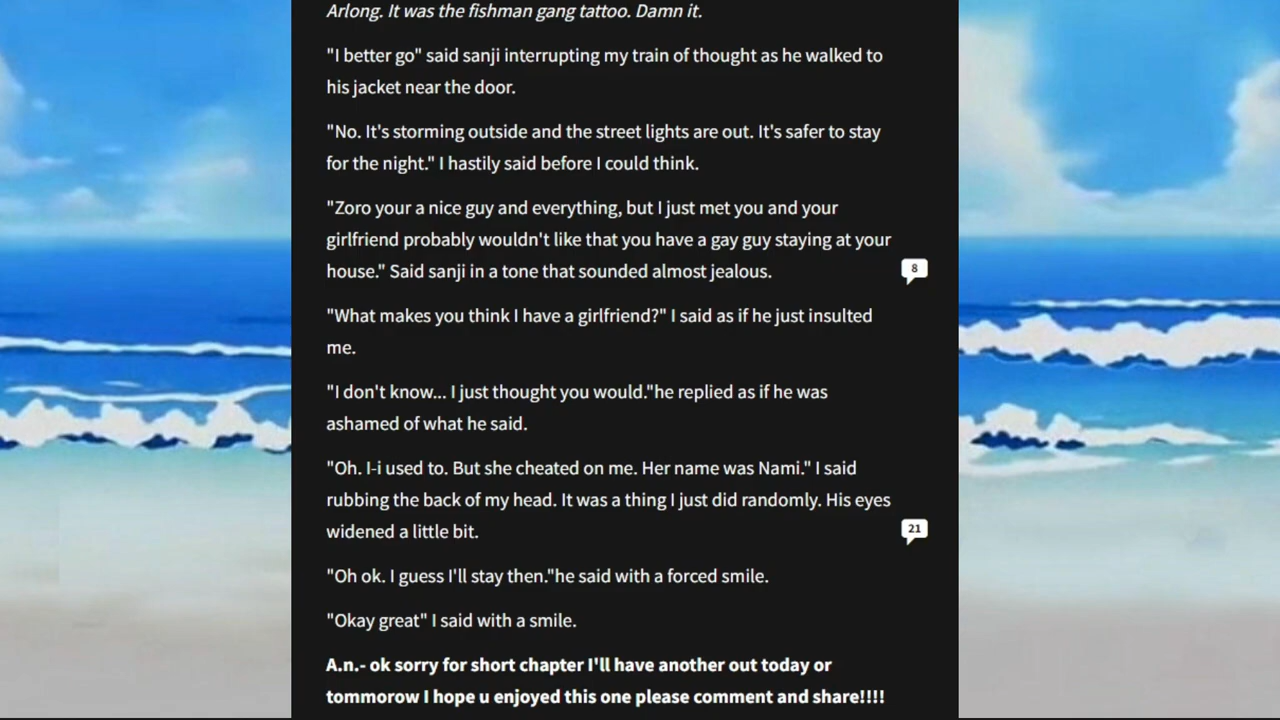 Arlong. It was the fishman gang tattoo. Damn it.
"I better go" said sanji interrupting my train of thought as he walked to
his jacket near the door.
"No. It's storming outside and the street lights are out. It's safer to stay
for the night." I hastily said before I could think.
"Zoro your a nice guy and everything, but I just met you and your
girlfriend probably wouldn't like that you have a gay guy staying at your
house." Said sanji in a tone that sounded almost jealous.
8
"What makes you think I have a girlfriend?" I said as if he just insulted
me.
"I don't know... I just thought you would."he replied as if he was
ashamed of what he said.
"Oh. I-i used to. But she cheated on me. Her name was Nami." I said
rubbing the back of my head. It was a thing I just did randomly. His eyes
widened a little bit.
21
"Oh ok. I guess I'll stay then."he said with a forced smile.
"Okay great" I said with a smile.
A.n.- ok sorry for short chapter I'll have another out today or
tommorow I hope u enjoyed this one please comment and share!!!!